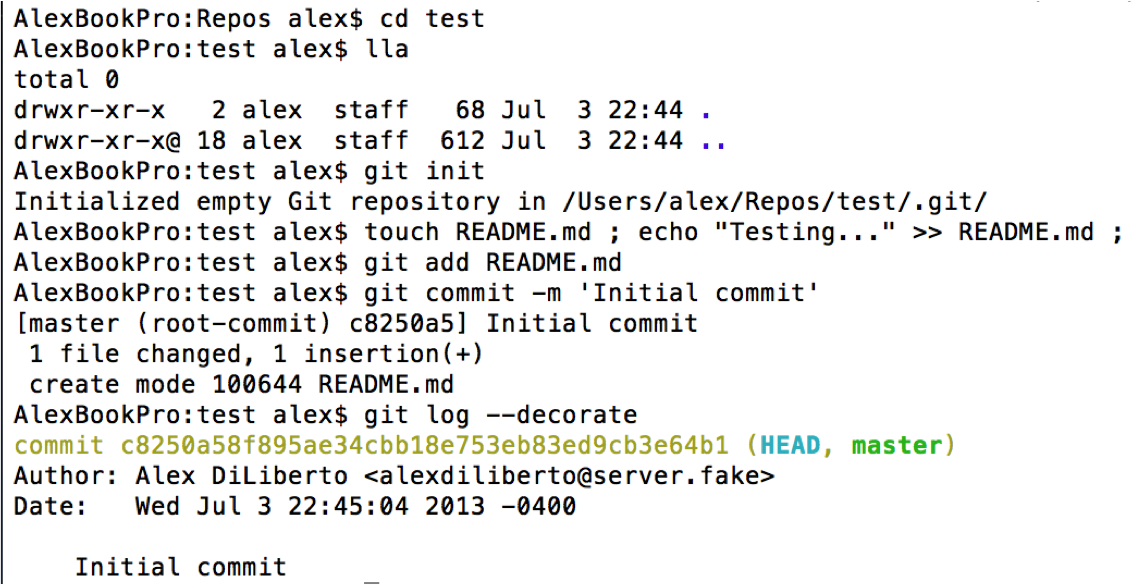 AlexBookPro:Repos alex$ cd test
AlexBookPro:test alex$ lla
total 0
drwxr-xr-x   2 alex  staff   68 Jul  3 22:44 .
drwxr-xr-x@ 18 alex  staff  612 Jul  3 22:44 ..
AlexBookPro:test alex$ git init
Initialized empty Git repository in /Users/alex/Repos/test/.git/
AlexBookPro:test alex$ touch README.md ; echo "Testing..." >> README.md ;
AlexBookPro:test alex$ git add README.md
AlexBookPro:test alex$ git commit -m 'Initial commit'
[master (root-commit) c8250a5] Initial commit
 1 file changed, 1 insertion(+)
 create mode 100644 README.md
AlexBookPro:test alex$ git log --decorate
commit c8250a58f895ae34cbb18e753eb83ed9cb3e64b1 (HEAD, master)
Author: Alex DiLiberto <alexdiliberto@server.fake>
Date:   Wed Jul 3 22:45:04 2013 -0400

    Initial commit